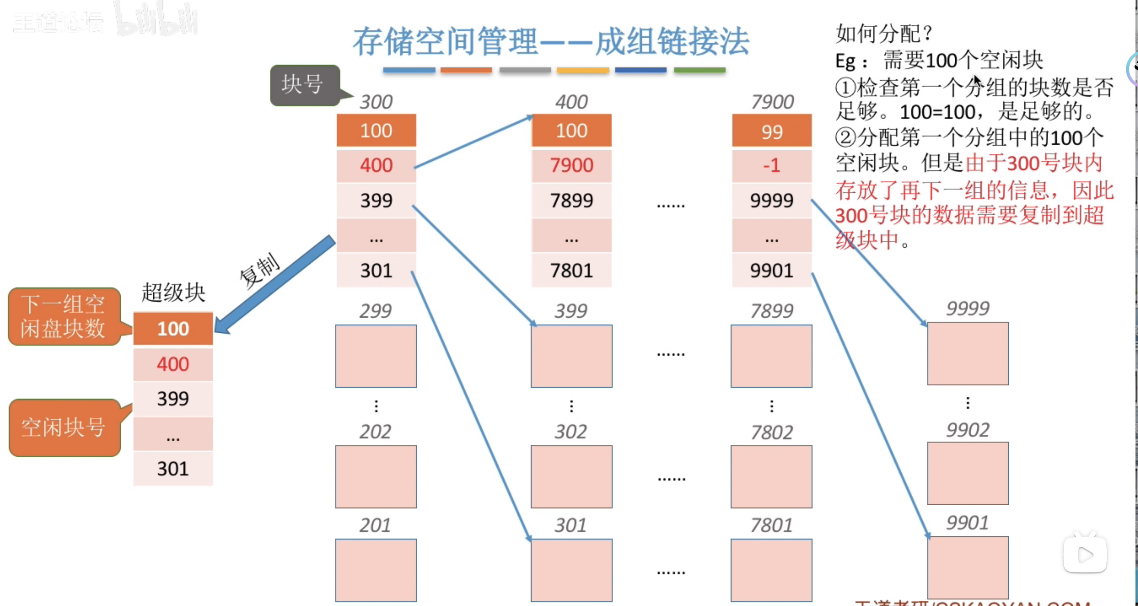 王道论坛 bilibili
存储空间管理——成组链接法
如何分配？
Eg： 需要100个空闲块
①检查第一个分组的块数是否
足够。100=100，是足够的。
②分配第一个分组中的100个
空闲块。但是由于300号块内
存放了再下一组的信息，因此
300号块的数据需要复制到超
级块中。
块号
300 400 7900
100 100 99
400 7900 -1
399 7899 …… 9999
... ... ...
301 7801 9901
复制
超级块
下一组空
闲盘块数
100
400
399
...
301
空闲块号
299 399 7899 9999
……
202 302 7802 9902
……
201 301 7801 9901
……
王道考研/CSKAOYAN.COM